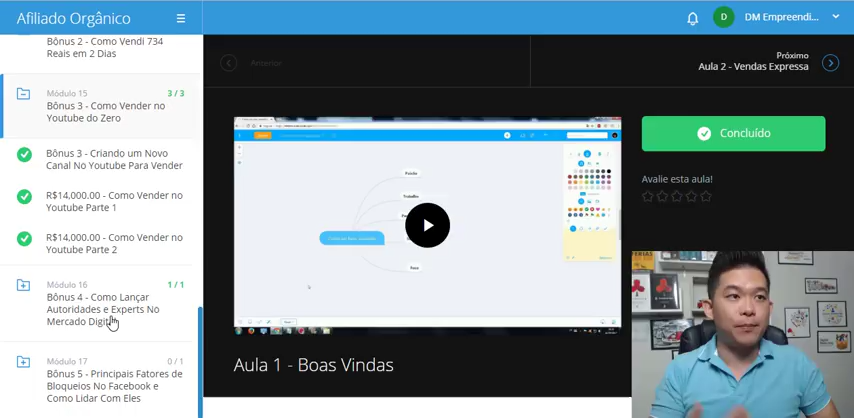 Afiliado Orgânico
D
DM Empreendi...
Bônus 2 - Como Vendi 734
Reais em 2 Dias
Módulo 15
3 / 3
Bônus 3 - Como Vender no
Youtube do Zero
Bônus 3 - Criando um Novo
Canal No Youtube Para Vender
R$14,000.00 - Como Vender no
Youtube Parte 1
R$14,000.00 - Como Vender no
Youtube Parte 2
Módulo 16
1 / 1
Bônus 4 - Como Lançar
Autoridades e Experts No
Mercado Digital
Módulo 17
0 / 1
Bônus 5 - Principais Fatores de
Bloqueios No Facebook e
Como Lidar Com Eles
Anterior
Próximo
Aula 2 - Vendas Expressa
Concluído
Avalie esta aula!
Aula 1 - Boas Vindas